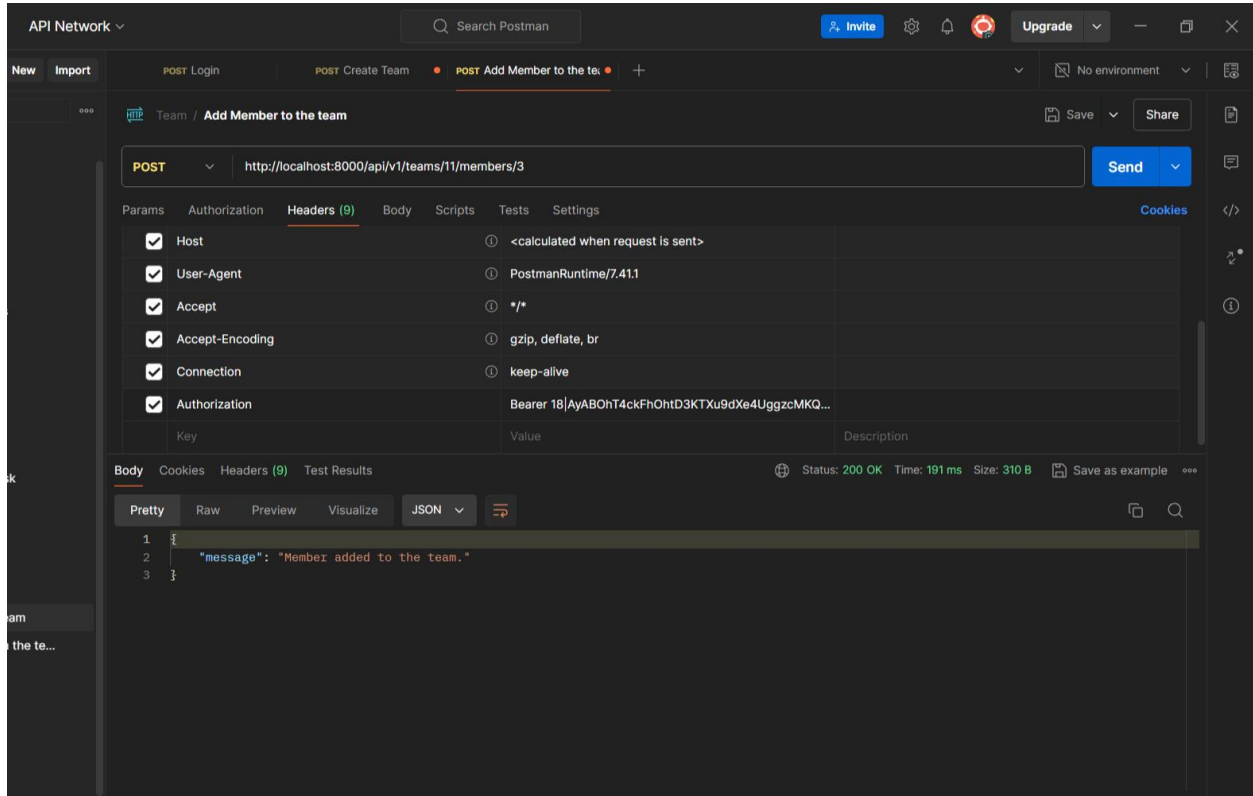 API Network Search Postman Invite Upgrade
New Import POST Login POST Create Team POST Add Member to the tea No environment
Team / Add Member to the team Save Share
POST http://localhost:8000/api/v1/teams/11/members/3 Send
Params Authorization Headers (9) Body Scripts Tests Settings Cookies
Host <calculated when request is sent>
User-Agent PostmanRuntime/7.41.1
Accept */*
Accept-Encoding gzip, deflate, br
Connection keep-alive
Authorization Bearer 18|AyABOhT4ckFhOhtD3KTXu9dXe4UggzcMKQ...
Key Value Description
Body Cookies Headers (9) Test Results Status: 200 OK Time: 191 ms Size: 310 B Save as example
sk
Pretty Raw Preview Visualize JSON
1 {
2 "message": "Member added to the team."
3 }
eam
the te...